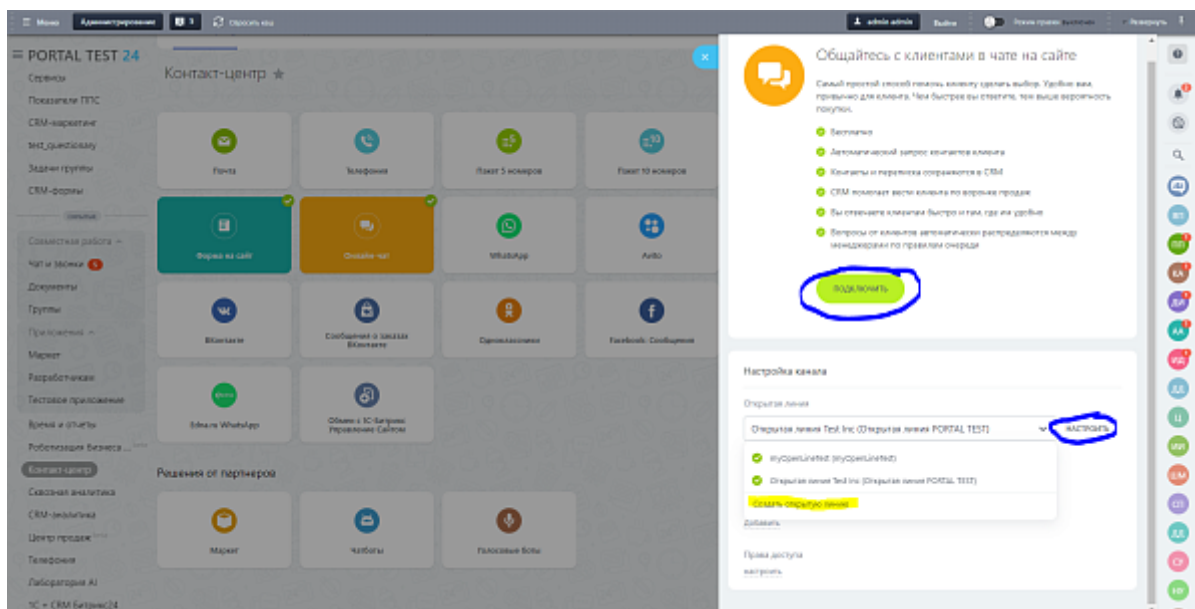 Меню
Администрирование
3
Сбросить кеш
admin admin
Выйти
Режим правки выключен
Развернуть
PORTAL TEST 24
Сервисы
Показатели ППС
CRM-маркетинг
test_questionary
Задачи группы
CRM-формы
Совместная работа
Чат и звонки 5
Документы
Группы
Приложения
Маркет
Разработчикам
Тестовое приложение
Время и отчеты
Роботизация бизнеса ... beta
Контакт-центр
Сквозная аналитика
CRM-аналитика
Центр продаж beta
Телефония
Лаборатория AI
1С + CRM Битрикс24
Контакт-центр
Почта
Телефония
Пакет 5 номеров
Пакет 10 номеров
Форма на сайт
Онлайн-чат
WhatsApp
Avito
ВКонтакте
Сообщения о заказах
ВКонтакте
Одноклассники
Facebook: Сообщения
Edna.ru WhatsApp
Обмен с 1С-Битрикс:
Управление Сайтом
Решения от партнеров
Маркет
Чатботы
Голосовые боты
Общайтесь с клиентами в чате на сайте
Самый простой способ помочь клиенту сделать выбор. Удобно вам,
привычно для клиента. Чем быстрее вы ответите, тем выше вероятность
покупки.
Бесплатно
Автоматический запрос контактов клиента
Контакты и переписка сохраняются в CRM
CRM помогает вести клиента по воронке продаж
Вы отвечаете клиентам быстро и там, где им удобно
Вопросы от клиентов автоматически распределяются между
менеджерами по правилам очереди
ПОДКЛЮЧИТЬ
Настройка канала
Открытая линия
Открытая линия Test Inc (Открытая линия PORTAL TEST)
НАСТРОИТЬ
myOpenLineTest (myOpenLineTest)
Открытая линия Test Inc (Открытая линия PORTAL TEST)
Создать открытую линию
Добавить
Права доступа
настроить